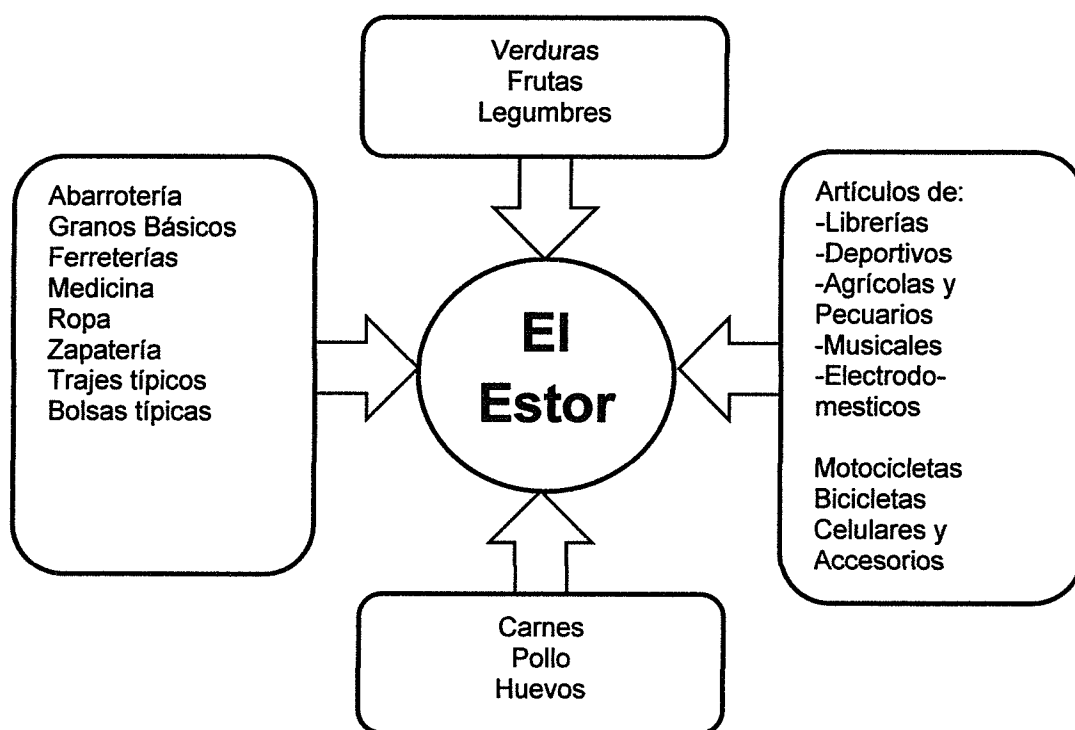 Verduras
Frutas
Legumbres
Abarrotería
Granos Básicos
Ferreterías
Medicina
Ropa
Zapatería
Trajes típicos
Bolsas típicas
El
Estor
Artículos de:
-Librerías
-Deportivos
-Agrícolas y
Pecuarios
-Musicales
-Electrodo-
mesticos
Motocicletas
Bicicletas
Celulares y
Accesorios
Carnes
Pollo
Huevos